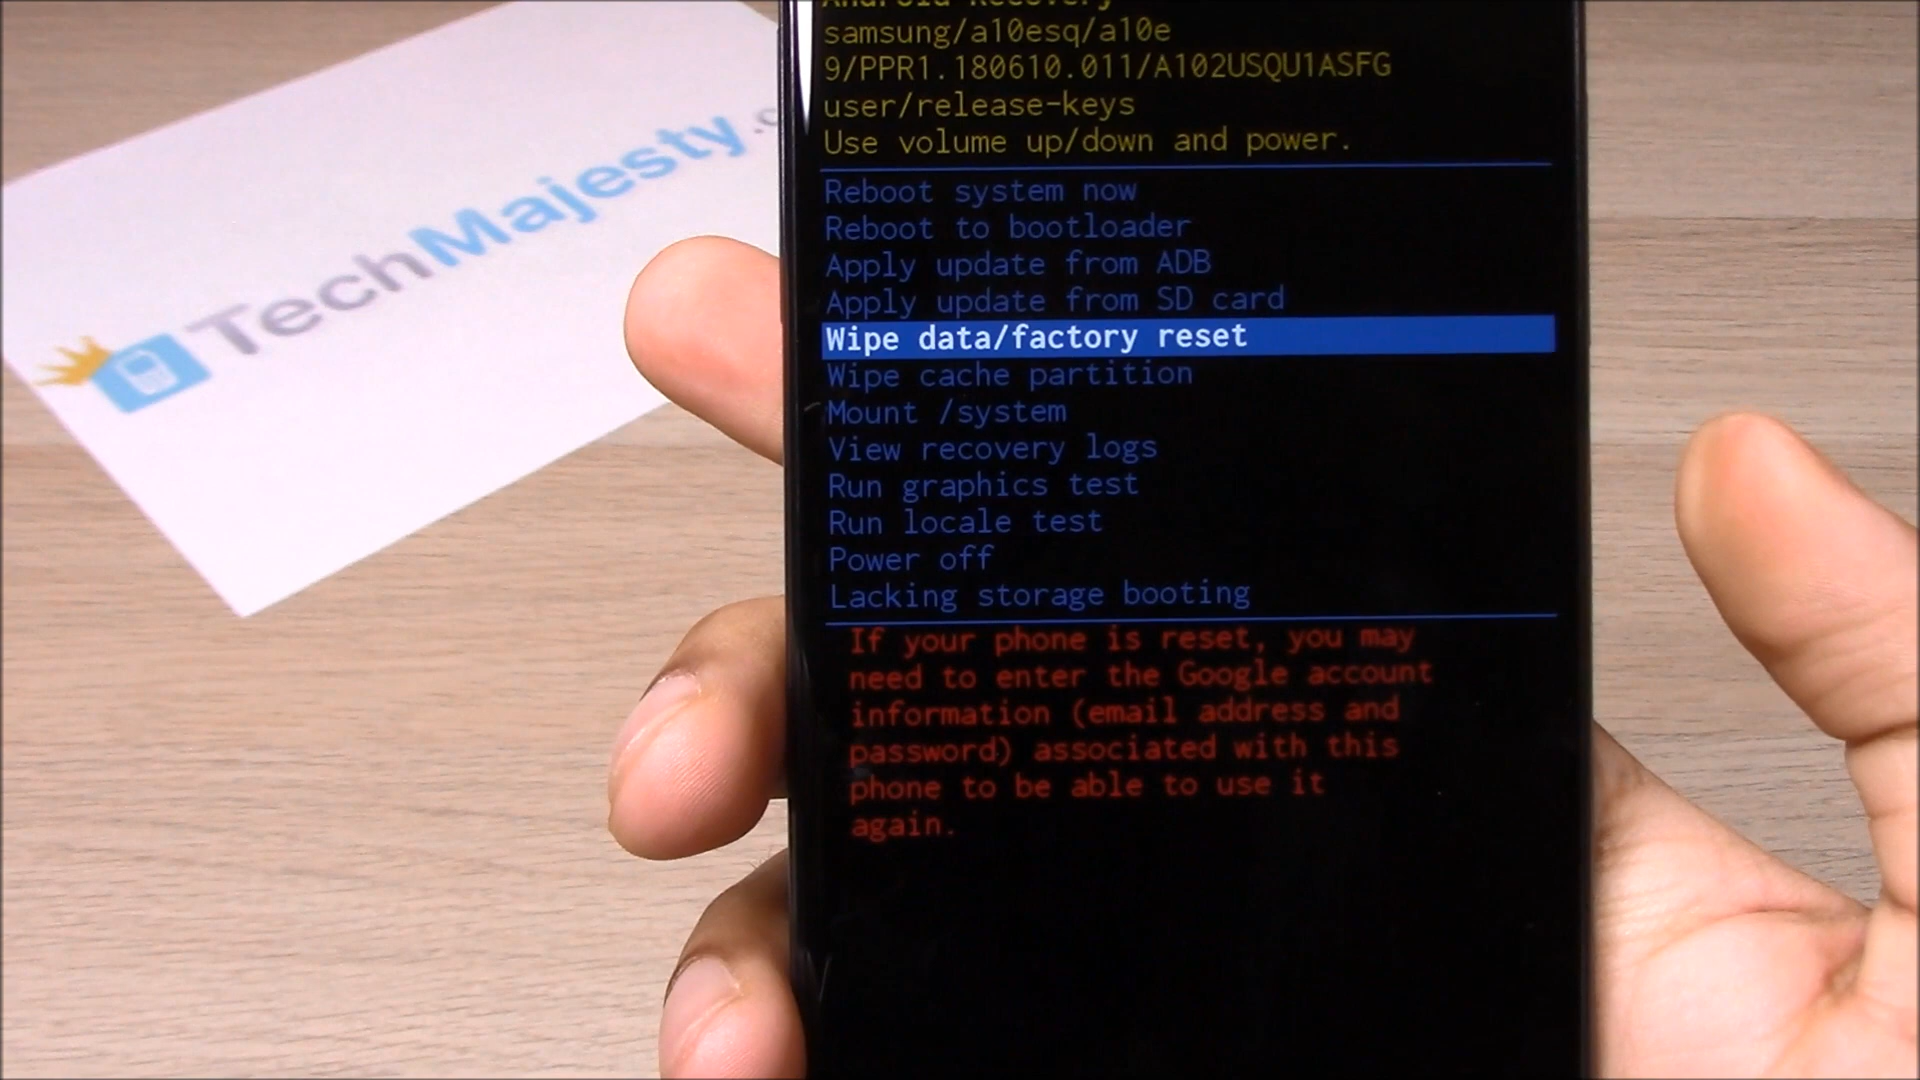 TechMajesty.c
Android Recovery
samsung/a10esq/a10e
9/PPR1.180610.011/A102USQU1ASFG
user/release-keys
Use volume up/down and power.
Reboot system now
Reboot to bootloader
Apply update from ADB
Apply update from SD card
Wipe data/factory reset
Wipe cache partition
Mount /system
View recovery logs
Run graphics test
Run locale test
Power off
Lacking storage booting
If your phone is reset, you may
need to enter the Google account
information (email address and
password) associated with this
phone to be able to use it
again.